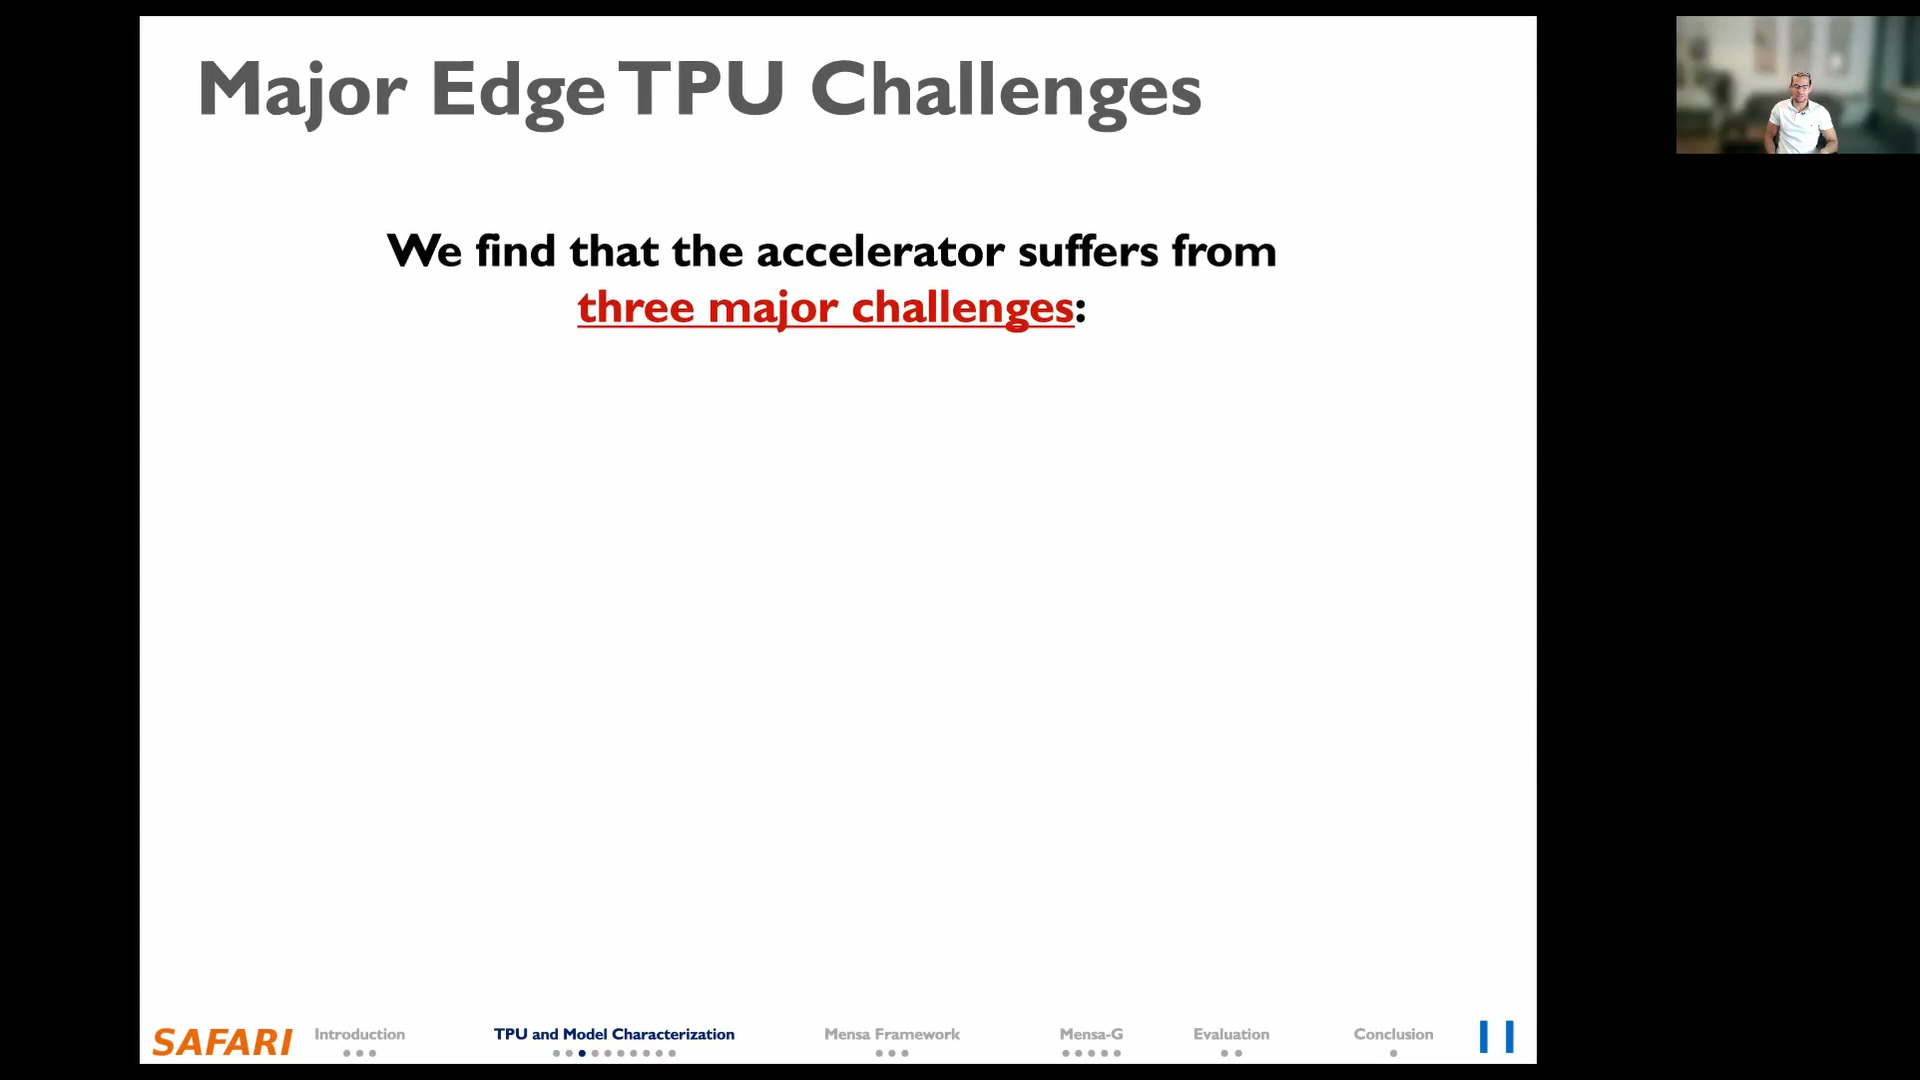 Major Edge TPU Challenges
We find that the accelerator suffers from
three major challenges:
SAFARI
Introduction
TPU and Model Characterization
Mensa Framework
Mensa-G
Evaluation
Conclusion
11